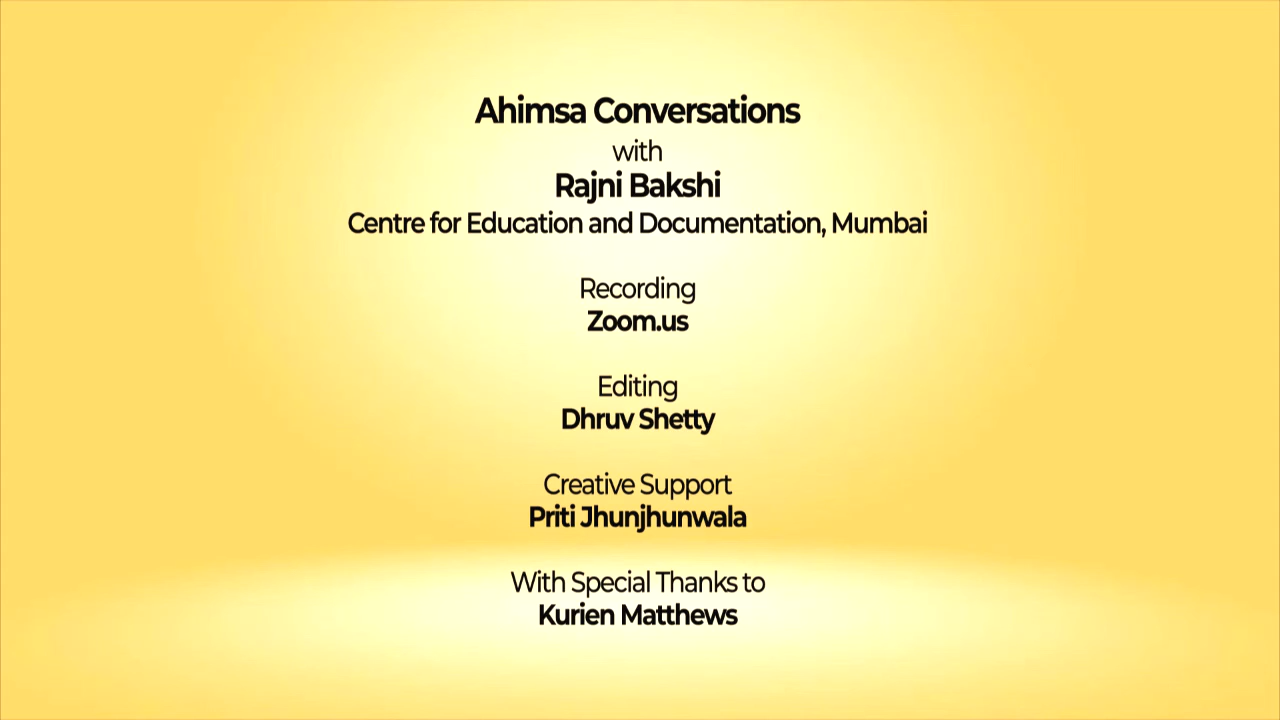 Ahimsa Conversations
with
Rajni Bakshi
Centre for Education and Documentation, Mumbai
Recording
Zoom.us
Editing
Dhruv Shetty
Creative Support
Priti Jhunjhunwala
With Special Thanks to
Kurien Matthews